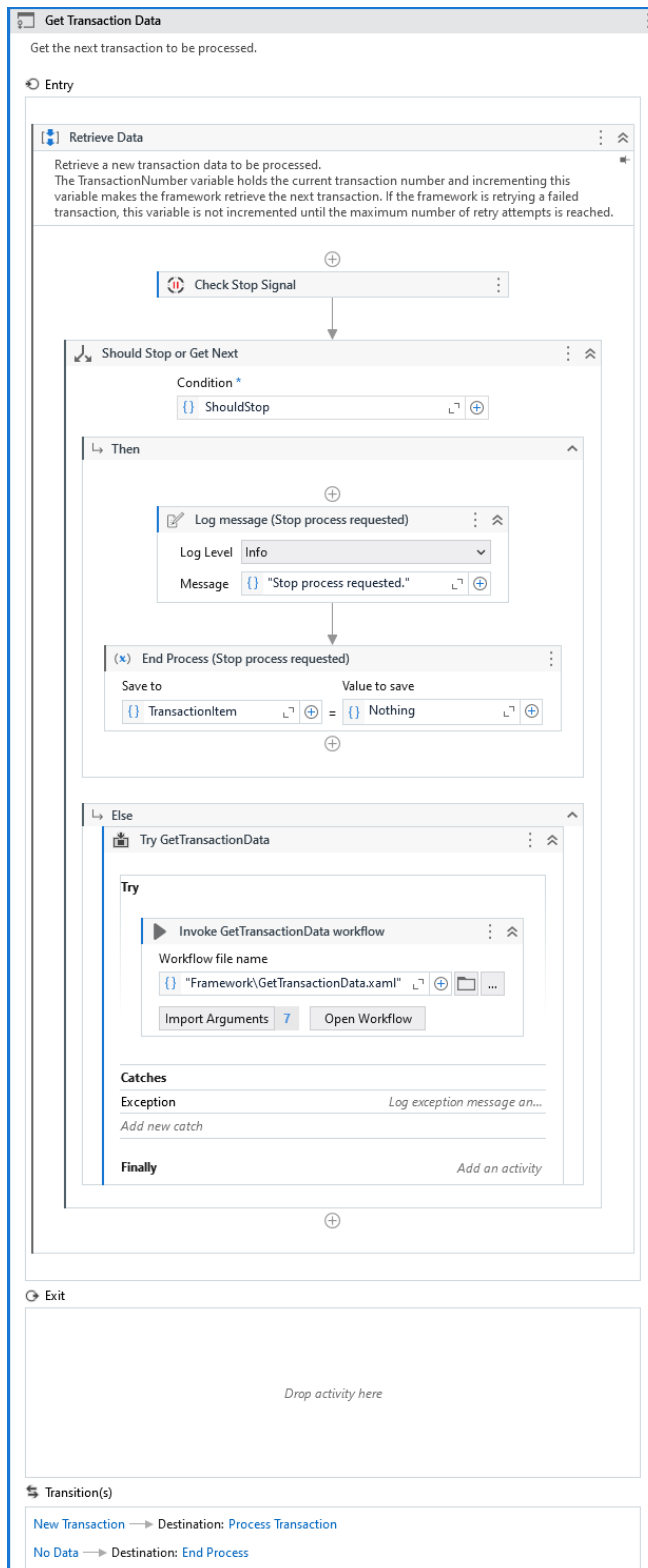 Get Transaction Data
Get the next transaction to be processed.
Entry
Retrieve Data
Retrieve a new transaction data to be processed.
The TransactionNumber variable holds the current transaction number and incrementing this
variable makes the framework retrieve the next transaction. If the framework is retrying a failed
transaction, this variable is not incremented until the maximum number of retry attempts is reached.
Check Stop Signal
Should Stop or Get Next
Condition *
{} ShouldStop
Then
Log message (Stop process requested)
Log Level Info
Message {} "Stop process requested."
(x) End Process (Stop process requested)
Save to Value to save
{} TransactionItem = {} Nothing
Else
Try GetTransactionData
Try
Invoke GetTransactionData workflow
Workflow file name
{} "Framework\GetTransactionData.xaml" ...
Import Arguments 7 Open Workflow
Catches
Exception Log exception message an...
Add new catch
Finally Add an activity
Exit
Drop activity here
Transition(s)
New Transaction Destination: Process Transaction
No Data Destination: End Process